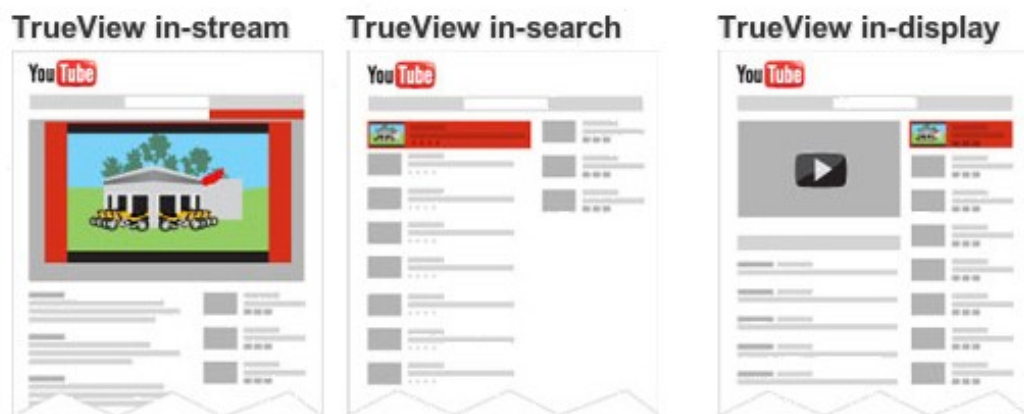 TrueView in-stream
TrueView in-search
TrueView in-display
YouTube
YouTube
YouTube